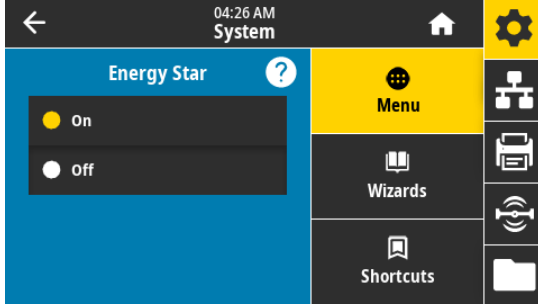 04:26 AM
System
Energy Star
?
On
Off
Menu
Wizards
Shortcuts